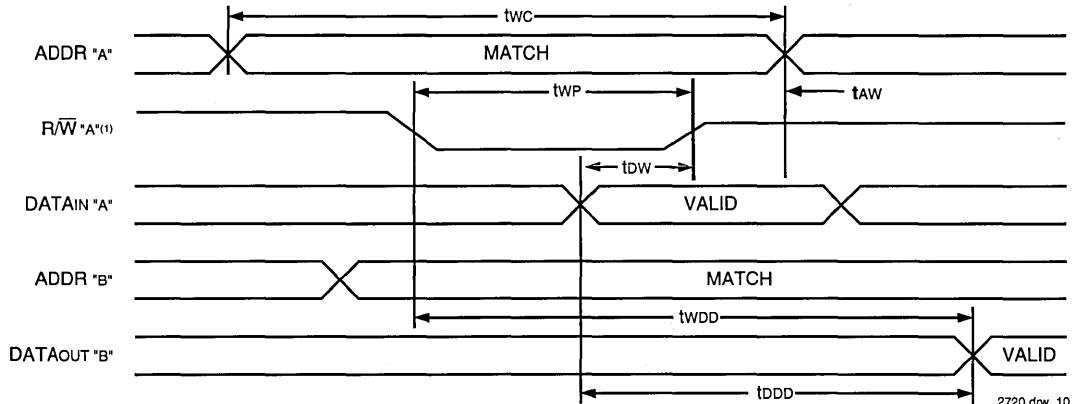 tWC
ADDR "A"
MATCH
tWP
tAW
R/W̅ "A"(1)
tDW
DATAIN "A"
VALID
ADDR "B"
MATCH
tWDD
DATAOUT "B"
VALID
tDDD
2720 drw 10